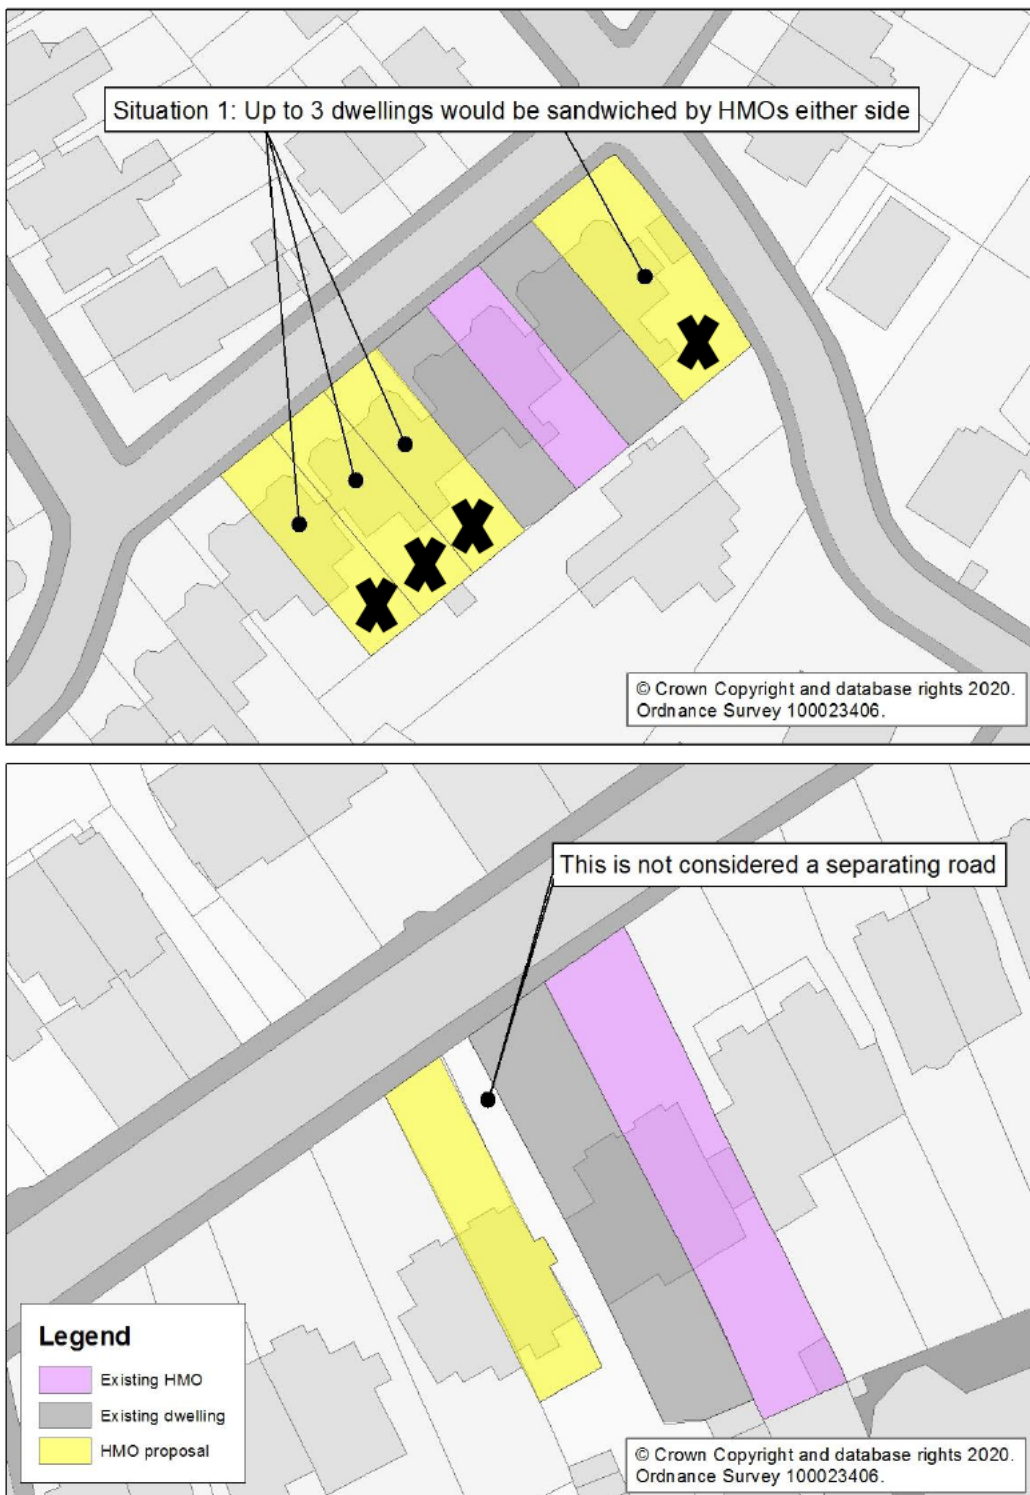 Situation 1: Up to 3 dwellings would be sandwiched by HMOs either side
© Crown Copyright and database rights 2020.
Ordnance Survey 100023406.
This is not considered a separating road
Legend
Existing HMO
Existing dwelling
HMO proposal
© Crown Copyright and database rights 2020.
Ordnance Survey 100023406.